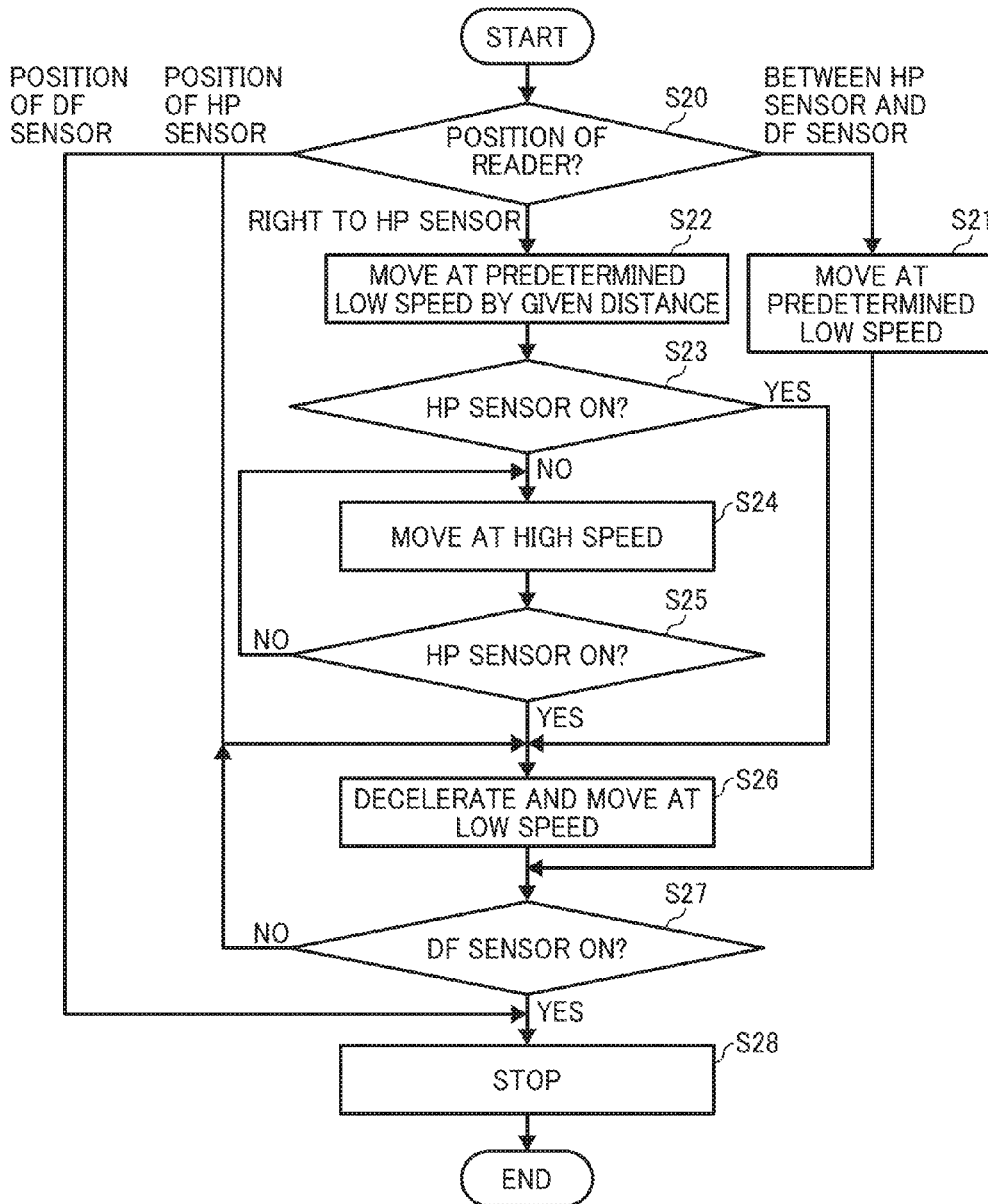 START
POSITION
OF DF
SENSOR
POSITION
OF HP
SENSOR
S20
POSITION OF
READER?
BETWEEN HP
SENSOR AND
DF SENSOR
RIGHT TO HP SENSOR
S22
MOVE AT PREDETERMINED
LOW SPEED BY GIVEN DISTANCE
S21
MOVE AT
PREDETERMINED
LOW SPEED
S23
HP SENSOR ON?
YES
NO
S24
MOVE AT HIGH SPEED
S25
NO
HP SENSOR ON?
YES
S26
DECELERATE AND MOVE AT
LOW SPEED
S27
NO
DF SENSOR ON?
YES
S28
STOP
END